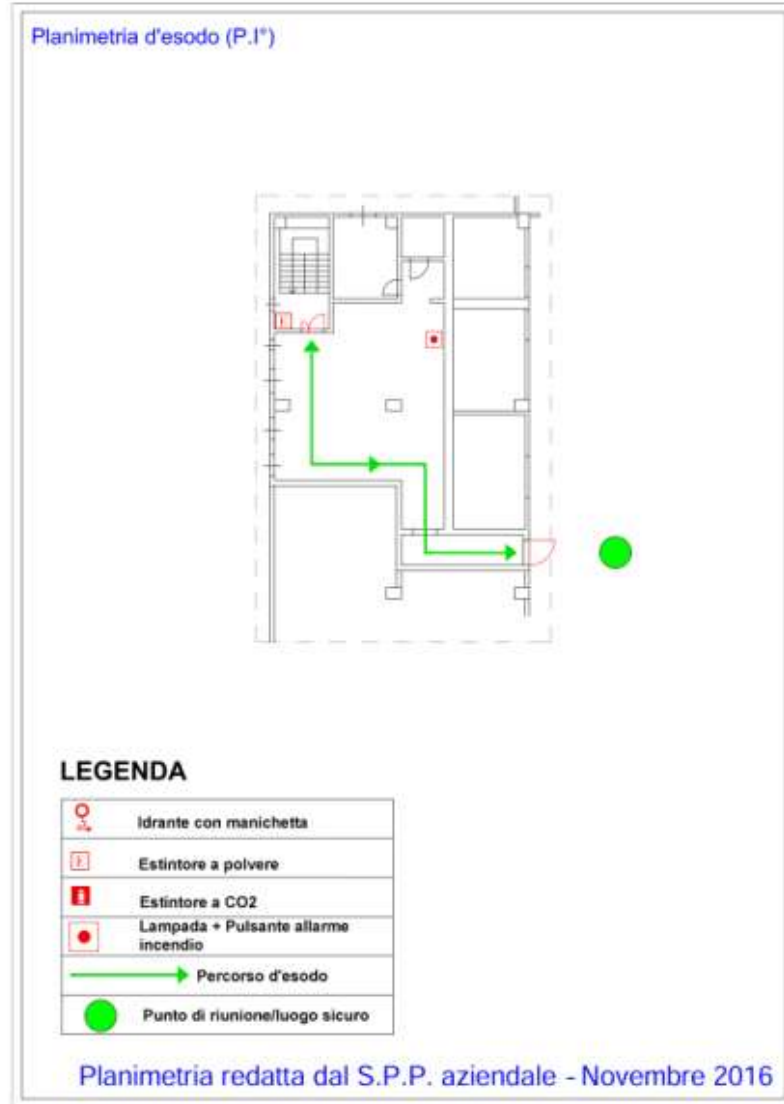 Planimetria d'esodo (P.I°)
LEGENDA
Idrante con manichetta
Estintore a polvere
Estintore a CO2
Lampada + Pulsante allarme
incendio
Percorso d'esodo
Punto di riunione/luogo sicuro
Planimetria redatta dal S.P.P. aziendale - Novembre 2016